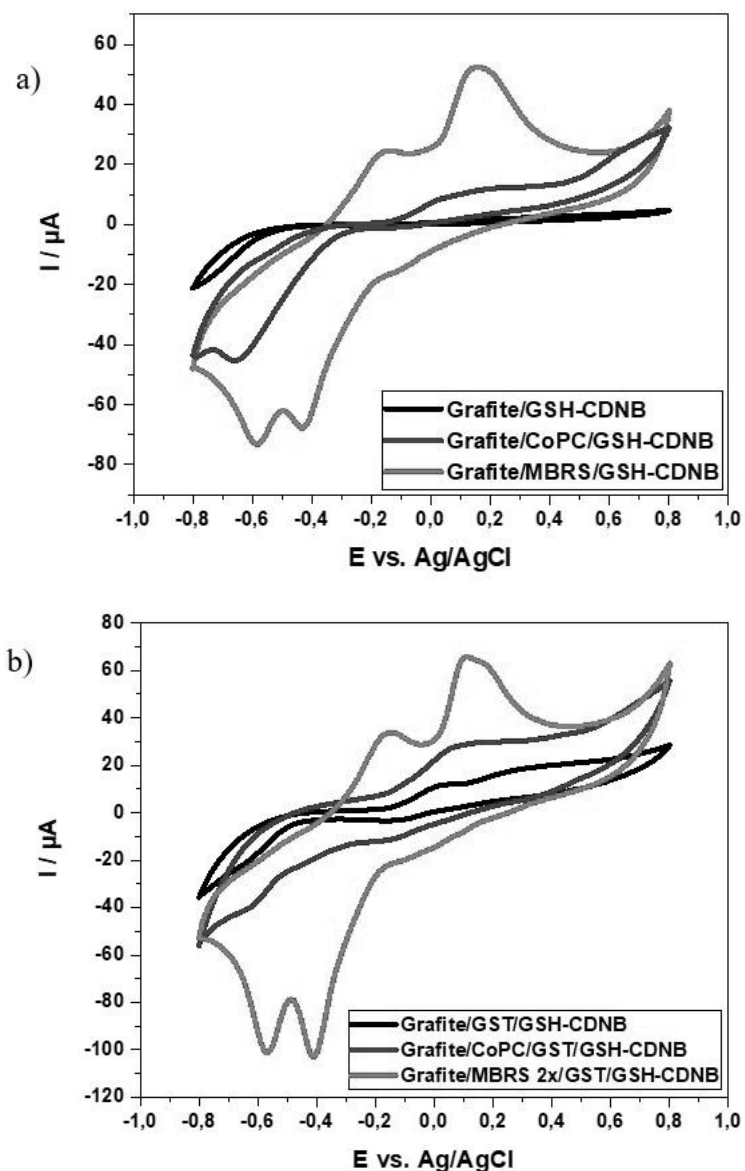 a)
60
40
20
0
-20
-40
-60
-80
I / µA
Grafite/GSH-CDNB
Grafite/CoPC/GSH-CDNB
Grafite/MBRS/GSH-CDNB
-1,0 -0,8 -0,6 -0,4 -0,2 0,0 0,2 0,4 0,6 0,8 1,0
E vs. Ag/AgCl
b)
80
60
40
20
0
-20
-40
-60
-80
-100
-120
I / µA
Grafite/GST/GSH-CDNB
Grafite/CoPC/GST/GSH-CDNB
Grafite/MBRS 2x/GST/GSH-CDNB
-1,0 -0,8 -0,6 -0,4 -0,2 0,0 0,2 0,4 0,6 0,8 1,0
E vs. Ag/AgCl